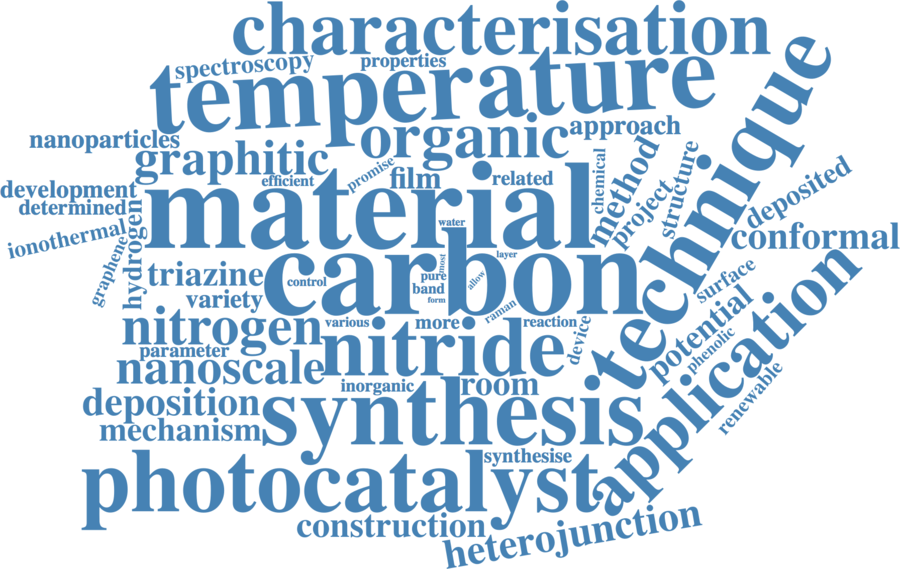 characterisation
spectroscopy
properties
temperature
nanoparticles
organic
approach
technique
graphitic
promise
efficient
film
related
chemical
method
project
structure
development
determined
material
deposited
ionothermal
hydrogen
graphene
water
conformal
triazine
control
carbon
most
pure
band
form
allow
layer
raman
surface
variety
nitrogen
various
more
reaction
device
potential
application
parameter
nitride
phenolic
nanoscale
inorganic
room
renewable
deposition
synthesis
mechanism
synthesise
photocatalyst
construction
heterojunction